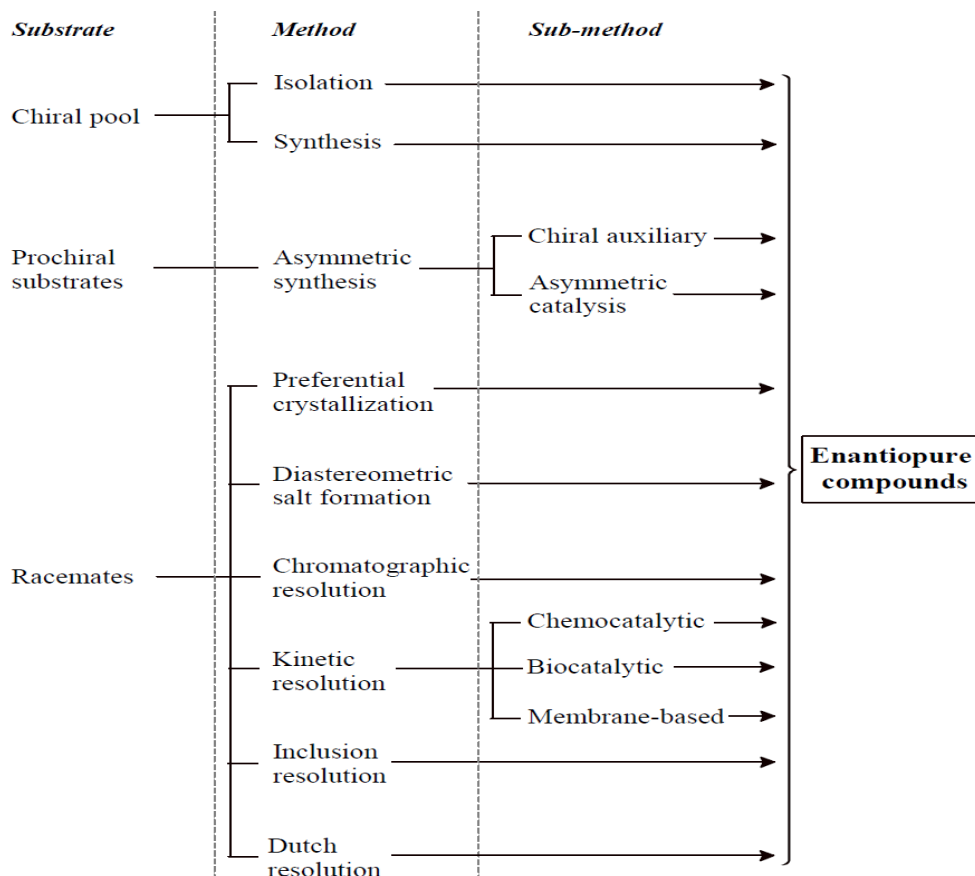 Substrate Method Sub-method
Isolation
Chiral pool
Synthesis
Chiral auxiliary
Prochiral
substrates
Asymmetric
synthesis
Asymmetric
catalysis
Preferential
crystallization
Enantiopure
compounds
Diastereometric
salt formation
Racemates
Chromatographic
resolution
Chemocatalytic
Kinetic
resolution
Biocatalytic
Membrane-based
Inclusion
resolution
Dutch
resolution